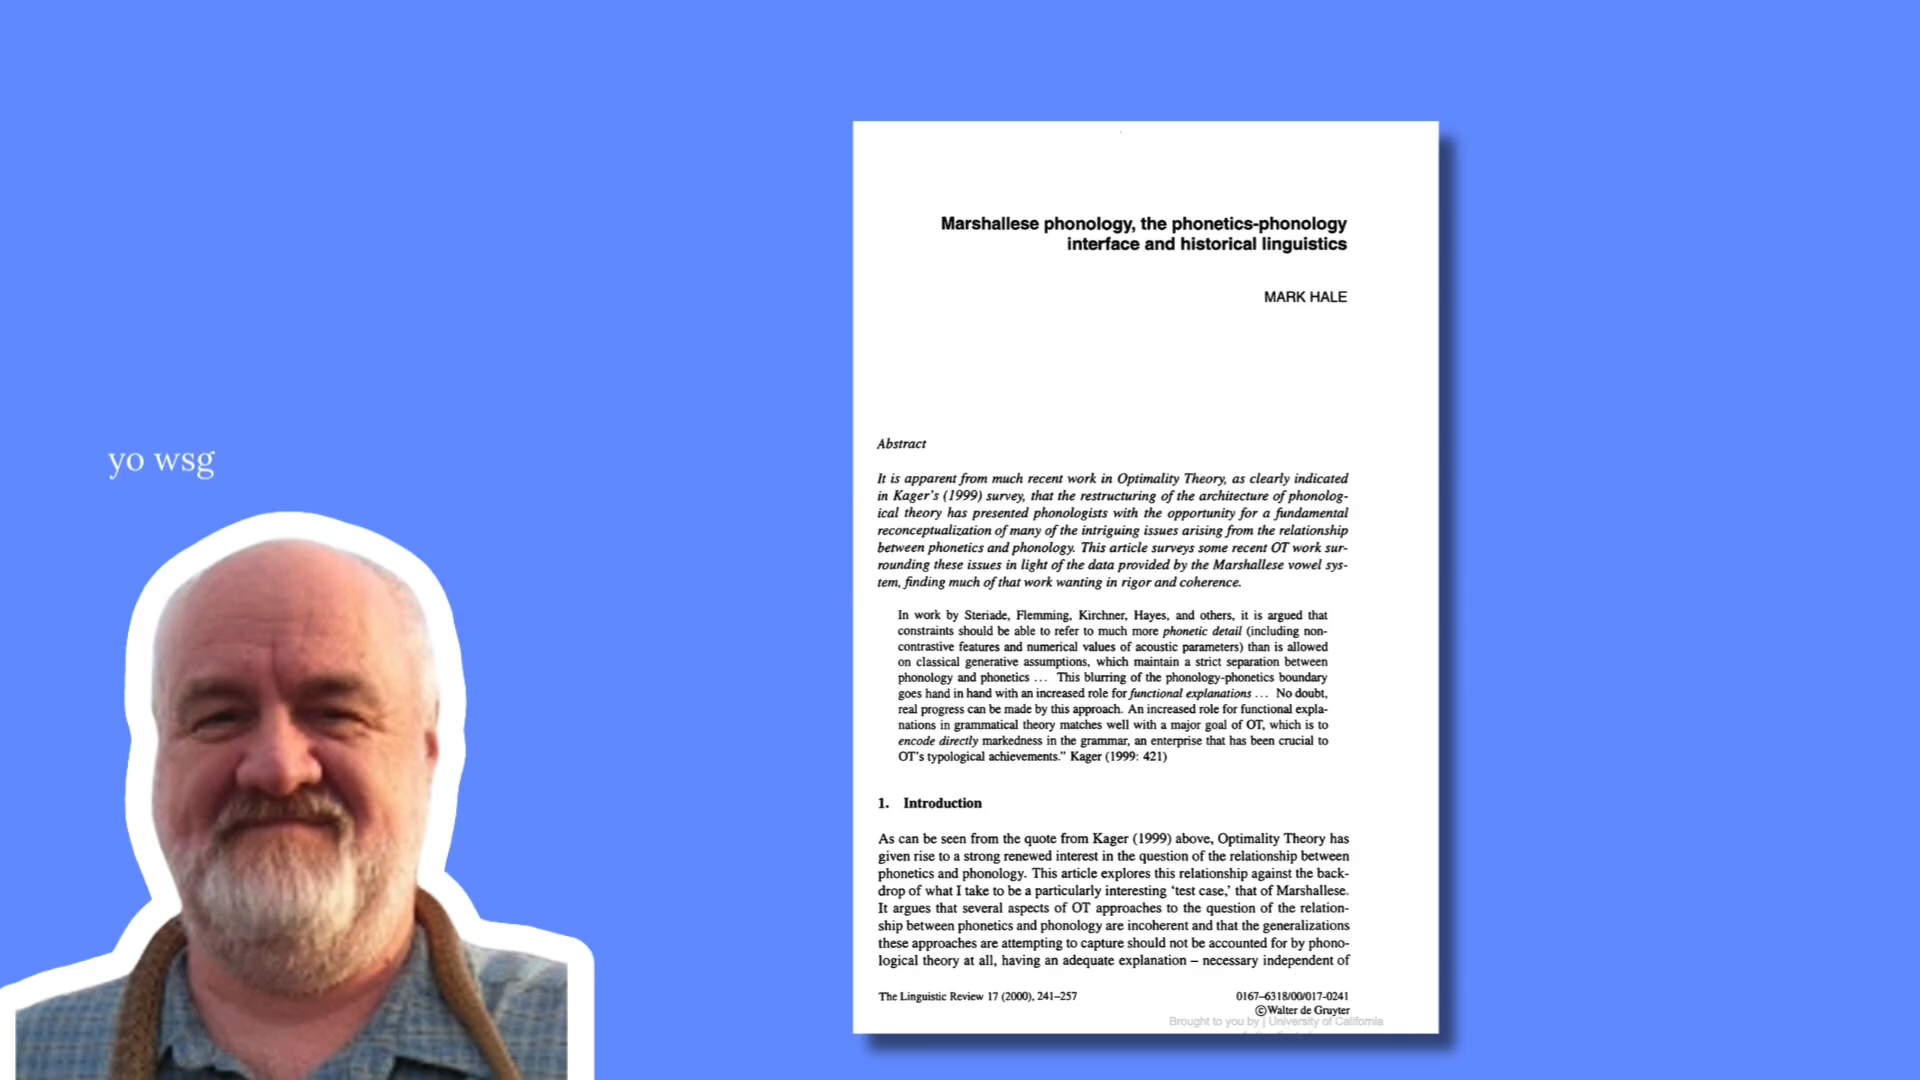 yo wsg
Marshallese phonology, the phonetics-phonology
interface and historical linguistics
MARK HALE
Abstract
It is apparent from much recent work in Optimality Theory, as clearly indicated
in Kager's (1999) survey, that the restructuring of the architecture of phonolog-
ical theory has presented phonologists with the opportunity for a fundamental
reconceptualization of many of the intriguing issues arising from the relationship
between phonetics and phonology. This article surveys some recent OT work sur-
rounding these issues in light of the data provided by the Marshallese vowel sys-
tem, finding much of that work wanting in rigor and coherence.
In work by Steriade, Flemming, Kirchner, Hayes, and others, it is argued that
constraints should be able to refer to much more phonetic detail (including non-
contrastive features and numerical values of acoustic parameters) than is allowed
on classical generative assumptions, which maintain a strict separation between
phonology and phonetics ... This blurring of the phonology-phonetics boundary
goes hand in hand with an increased role for functional explanations ... No doubt,
real progress can be made by this approach. An increased role for functional expla-
nations in grammatical theory matches well with a major goal of OT, which is to
encode directly markedness in the grammar, an enterprise that has been crucial to
OT's typological achievements.” Kager (1999: 421)
1. Introduction
As can be seen from the quote from Kager (1999) above, Optimality Theory has
given rise to a strong renewed interest in the question of the relationship between
phonetics and phonology. This article explores this relationship against the back-
drop of what I take to be a particularly interesting ‘test case,’ that of Marshallese.
It argues that several aspects of OT approaches to the question of the relation-
ship between phonetics and phonology are incoherent and that the generalizations
these approaches are attempting to capture should not be accounted for by phono-
logical theory at all, having an adequate explanation – necessary independent of
The Linguistic Review 17 (2000), 241–257
0167–6318/00/017-0241
©Walter de Gruyter
Brought to you by | University of California